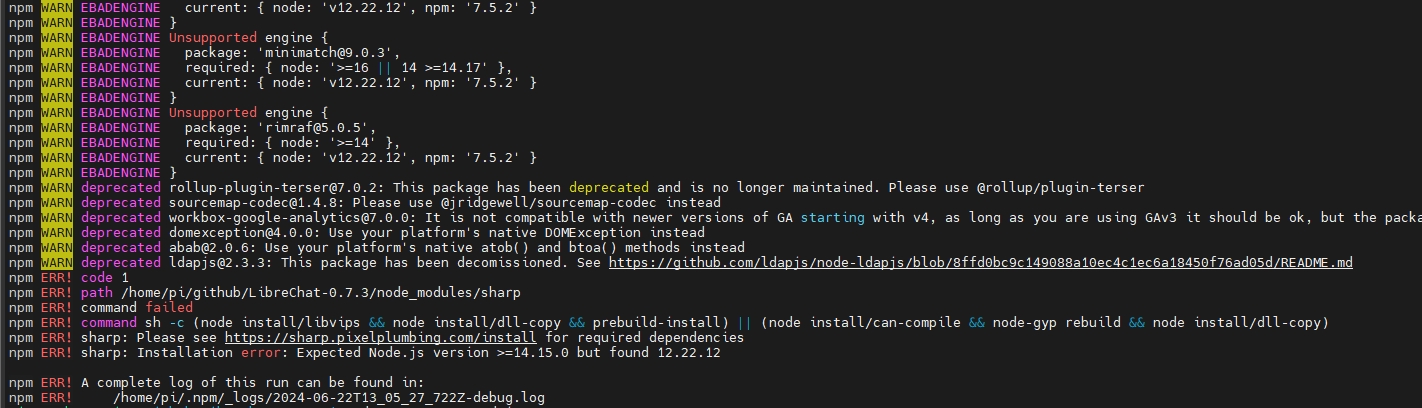 npm WARN EBADENGINE   current: { node: 'v12.22.12', npm: '7.5.2' }
npm WARN EBADENGINE }
npm WARN EBADENGINE Unsupported engine {
npm WARN EBADENGINE   package: 'minimatch@9.0.3',
npm WARN EBADENGINE   required: { node: '>=16 || 14 >=14.17' },
npm WARN EBADENGINE   current: { node: 'v12.22.12', npm: '7.5.2' }
npm WARN EBADENGINE }
npm WARN EBADENGINE Unsupported engine {
npm WARN EBADENGINE   package: 'rimraf@5.0.5',
npm WARN EBADENGINE   required: { node: '>=14' },
npm WARN EBADENGINE   current: { node: 'v12.22.12', npm: '7.5.2' }
npm WARN EBADENGINE }
npm WARN deprecated rollup-plugin-terser@7.0.2: This package has been deprecated and is no longer maintained. Please use @rollup/plugin-terser
npm WARN deprecated sourcemap-codec@1.4.8: Please use @jridgewell/sourcemap-codec instead
npm WARN deprecated workbox-google-analytics@7.0.0: It is not compatible with newer versions of GA starting with v4, as long as you are using GAv3 it should be ok, but the packa
npm WARN deprecated domexception@4.0.0: Use your platform's native DOMException instead
npm WARN deprecated abab@2.0.6: Use your platform's native atob() and btoa() methods instead
npm WARN deprecated ldapjs@2.3.3: This package has been decomissioned. See https://github.com/ldapjs/node-ldapjs/blob/8ffd0bc9c149088a10ec4c1ec6a18450f76ad05d/README.md
npm ERR! code 1
npm ERR! path /home/pi/github/LibreChat-0.7.3/node_modules/sharp
npm ERR! command failed
npm ERR! command sh -c (node install/libvips && node install/dll-copy && prebuild-install) || (node install/can-compile && node-gyp rebuild && node install/dll-copy)
npm ERR! sharp: Please see https://sharp.pixelplumbing.com/install for required dependencies
npm ERR! sharp: Installation error: Expected Node.js version >=14.15.0 but found 12.22.12
npm ERR! A complete log of this run can be found in:
npm ERR!     /home/pi/.npm/_logs/2024-06-22T13_05_27_722Z-debug.log